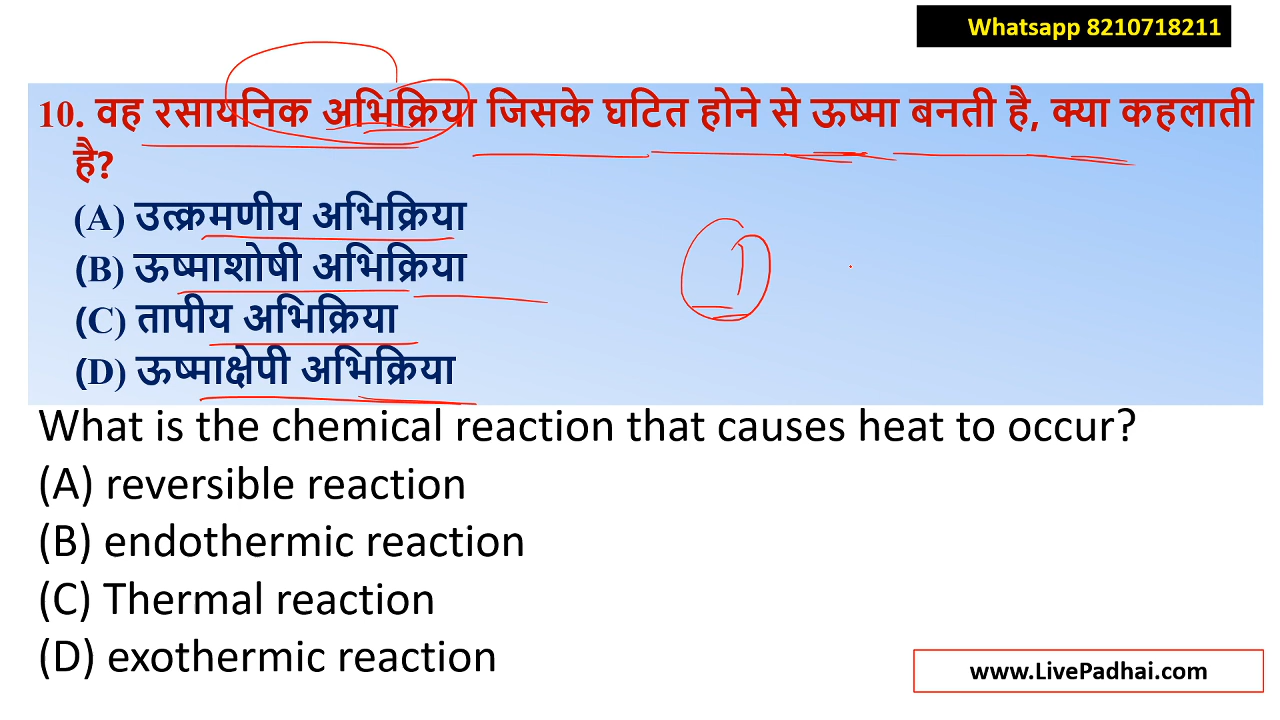 Whatsapp 8210718211
10. वह रसायनिक अभिक्रिया जिसके घटित होने से ऊष्मा बनती है, क्या कहलाती
है?
(A) उत्क्रमणीय अभिक्रिया
(B) ऊष्माशोषी अभिक्रिया
(C) तापीय अभिक्रिया
(D) ऊष्माक्षेपी अभिक्रिया
What is the chemical reaction that causes heat to occur?
(A) reversible reaction
(B) endothermic reaction
(C) Thermal reaction
(D) exothermic reaction
www.LivePadhai.com